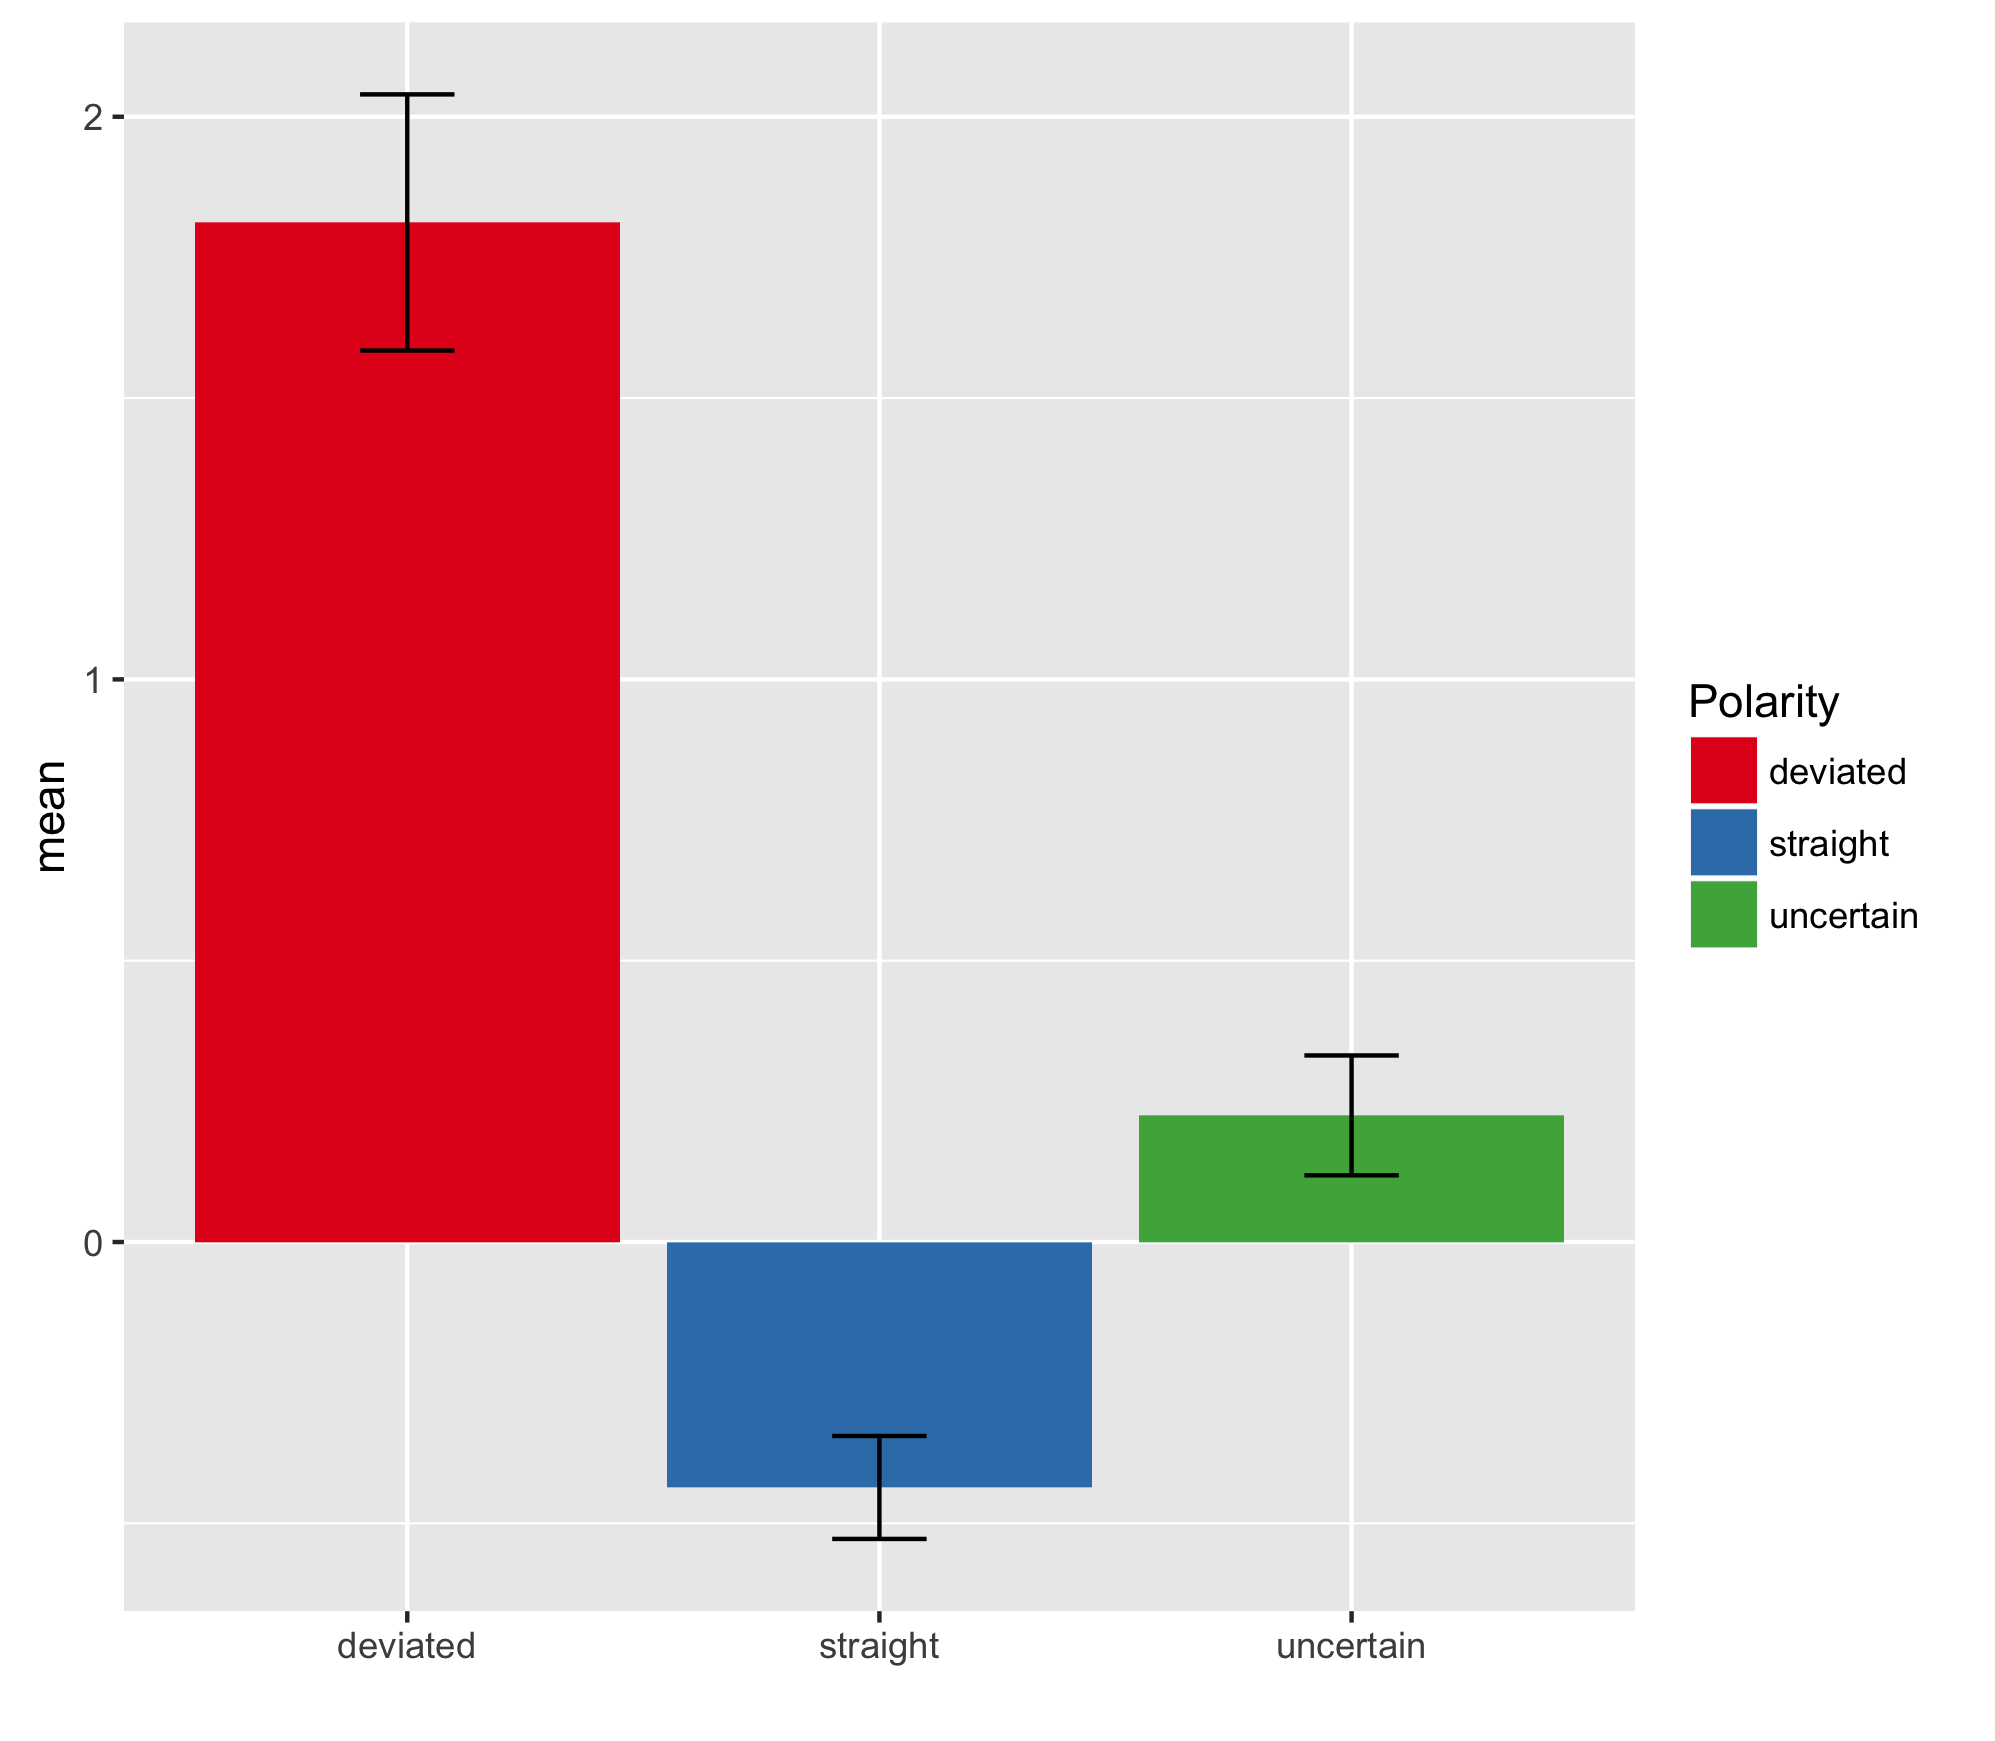 2
1
0
mean
deviated
straight
uncertain
Polarity
deviated
straight
uncertain